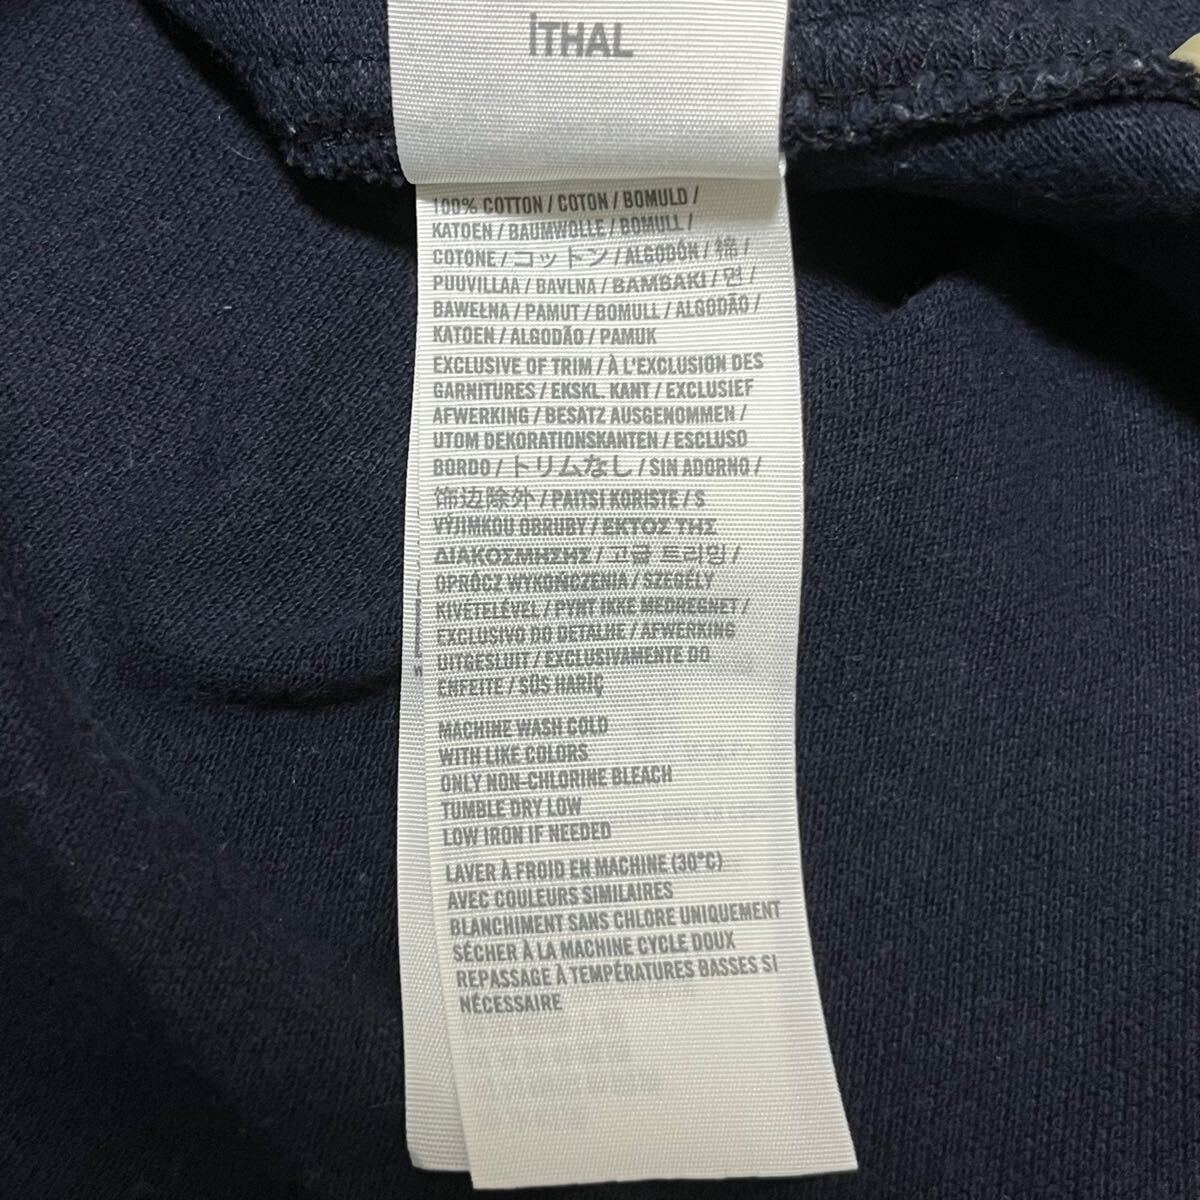 İTHAL
100% COTTON / COTON / BOMULD /
KATOEN / BAUMWOLLE / BOMULL /
COTONE / コットン / ALGODÓN / 棉 /
PUUVILLAA / BAVLNA / BAMBAKI / 면 /
BAWEŁNA / PAMUT / BOMULL / ALGODÃO /
KATOEN / ALGODÃO / PAMUK
EXCLUSIVE OF TRIM / À L'EXCLUSION DES
GARNITURES / EKSKL. KANT / EXCLUSIEF
AFWERKING / BESATZ AUSGENOMMEN /
UTOM DEKORATIONSKANTEN / ESCLUSO
BORDO / トリムなし / SIN ADORNO /
饰边除外 / PAITSI KORISTE / S
VÝJIMKOU OBRUBY / ΕΚΤΟΣ ΤΗΣ
ΔΙΑΚΟΣΜΗΣΗΣ / 고급 트리밍 /
OPRÓCZ WYKOŃCZENIA / SZEGÉLY
KIVÉTELÉVEL / PYNT IKKE MEDREGNET /
EXCLUSIVO DO DETALHE / AFWERKING
UITGESLUIT / EXCLUSIVAMENTE DO
ENFEITE / SÜS HARİÇ
MACHINE WASH COLD
WITH LIKE COLORS
ONLY NON-CHLORINE BLEACH
TUMBLE DRY LOW
LOW IRON IF NEEDED
LAVER À FROID EN MACHINE (30°C)
AVEC COULEURS SIMILAIRES
BLANCHIMENT SANS CHLORE UNIQUEMENT
SÉCHER À LA MACHINE CYCLE DOUX
REPASSAGE À TEMPÉRATURES BASSES SI
NÉCESSAIRE